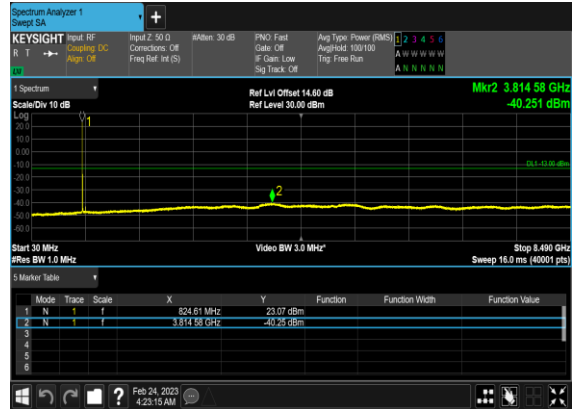 Spectrum Analyzer 1
Swept SA
+
KEYSIGHT Input: RF Input Z: 50 Ω #Atten: 30 dB PNO: Fast Avg Type: Power (RMS) 1 2 3 4 5 6
R T Coupling: DC Corrections: Off Gate: Off Avg|Hold: 100/100 A W W W W W
Align: Off Freq Ref: Int (S) IF Gain: Low Trig: Free Run
Sig Track: Off A N N N N N
1 Spectrum Ref Lvl Offset 14.60 dB Mkr2 3.814 58 GHz
Scale/Div 10 dB Ref Level 30.00 dBm -40.251 dBm
Log
1
20.0
10.0
0.00
-10.0 DL1 -13.00 dBm
-20.0
-30.0
2
-40.0
-50.0
-60.0
Start 30 MHz Video BW 3.0 MHz* Stop 8.490 GHz
#Res BW 1.0 MHz Sweep 16.0 ms (40001 pts)
5 Marker Table
Mode Trace Scale X Y Function Function Width Function Value
1 N 1 f 824.61 MHz 23.07 dBm
2 N 1 f 3.814 58 GHz -40.25 dBm
3
4
5
6
? Feb 24, 2023
4:23:15 AM